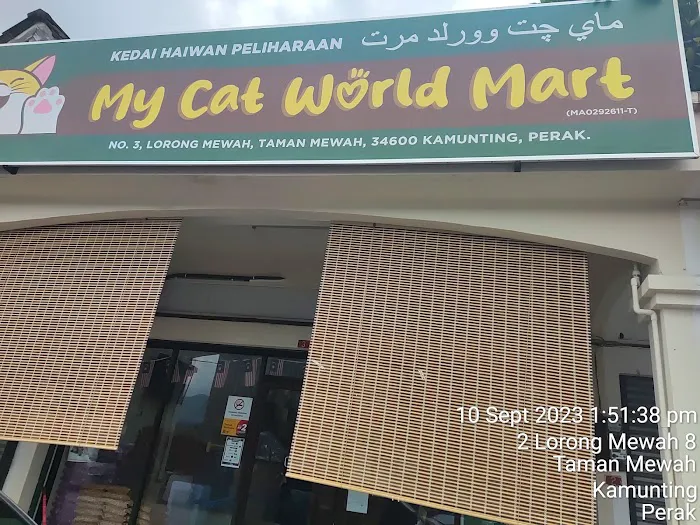 KEDAI HAIWAN PELIHARAAN ماي چت وورلد مرت
My Cat World Mart
(MA0292611-T)
NO. 3, LORONG MEWAH, TAMAN MEWAH, 34600 KAMUNTING, PERAK.
10 Sept 2023 1:51:38 pm
2 Lorong Mewah 8
Taman Mewah
Kamunting
Perak